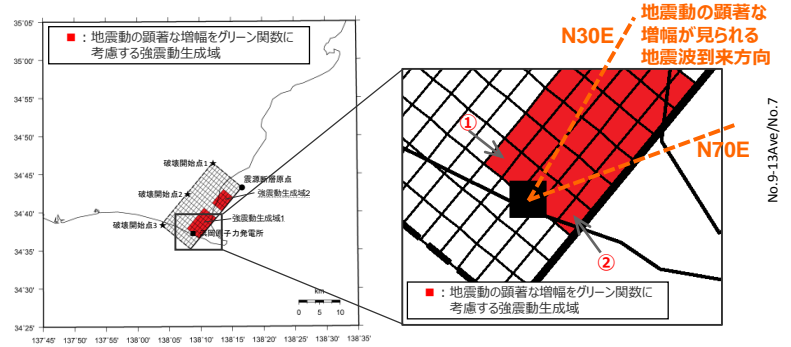 ■：地震動の顕著な増幅をグリーン関数に
考慮する強震動生成域
35'10'
35'05'
35'00'
34'55'
34'50'
34'45'
34'40'
34'35'
34'30'
34'25'
137'45' 137'50' 137'55' 138'00' 138'05' 138'10' 138'15' 138'20' 138'25' 138'30' 138'35'
破壊開始点1
震源断層原点
破壊開始点2
強震動生成域2
強震動生成域1
破壊開始点3
浜岡原子力発電所
km
0 5 10
地震動の顕著な
増幅が見られる
地震波到来方向
N30E
N70E
①
②
■：地震動の顕著な増幅をグリーン関数に
考慮する強震動生成域
No.9-13Ave/No.7